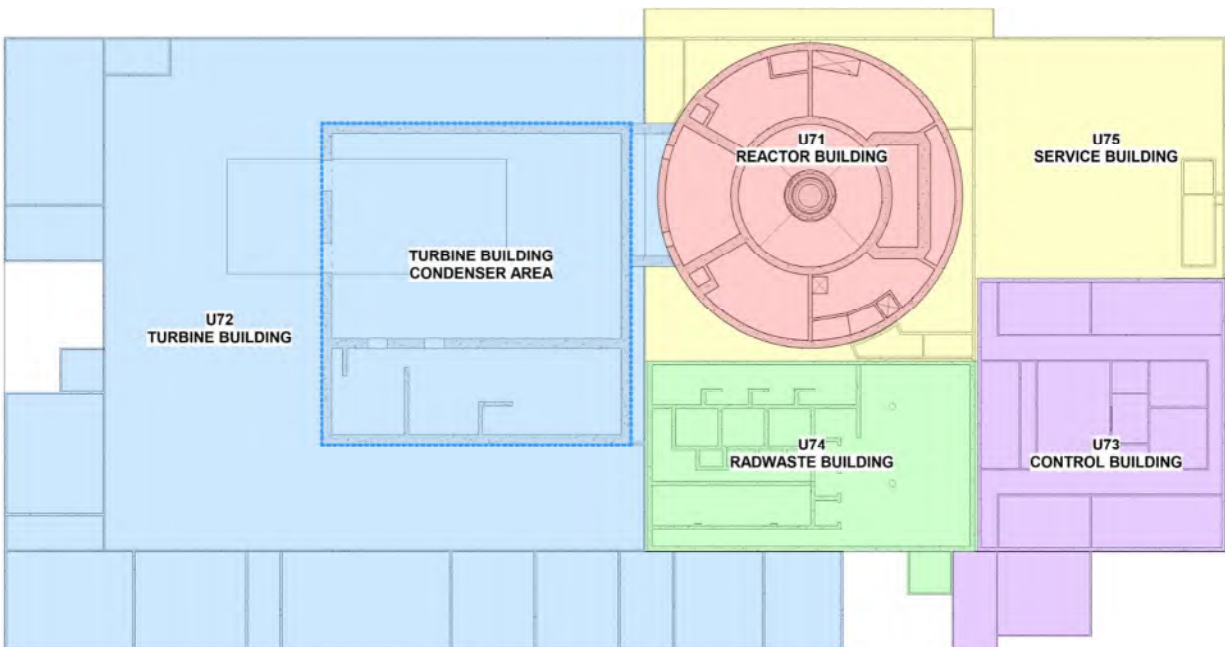 U71
REACTOR BUILDING
U75
SERVICE BUILDING
TURBINE BUILDING
CONDENSER AREA
U72
TURBINE BUILDING
U74
RADWASTE BUILDING
U73
CONTROL BUILDING